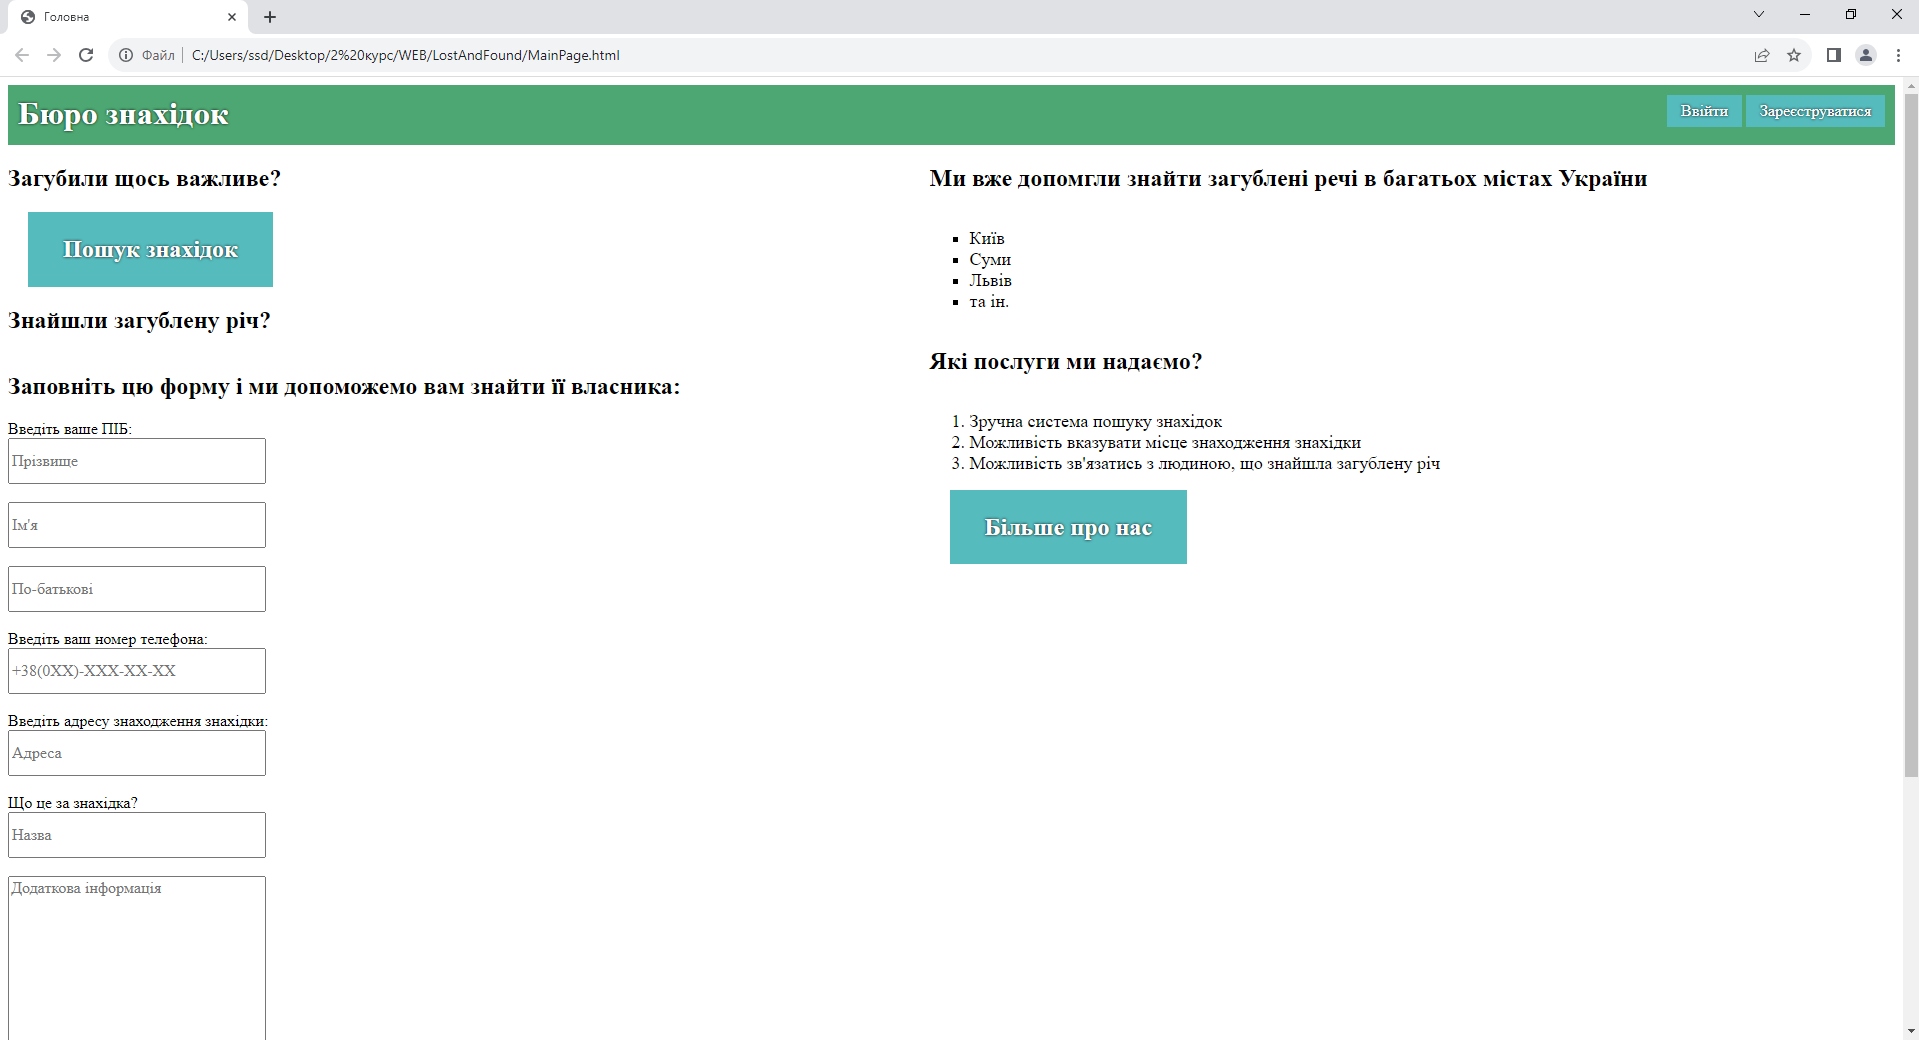 Головна
Файл
C:/Users/ssd/Desktop/2%20курс/WEB/LostAndFound/MainPage.html
Бюро знахідок
Ввійти
Зареєструватися
Загубили щось важливе?
Пошук знахідок
Знайшли загублену річ?
Заповніть цю форму і ми допоможемо вам знайти її власника:
Введіть ваше ПІБ:
Прізвище
Ім'я
По-батькові
Введіть ваш номер телефона:
+38(0XX)-XXX-XX-XX
Введіть адресу знаходження знахідки:
Адреса
Що це за знахідка?
Назва
Додаткова інформація
Ми вже допомгли знайти загублені речі в багатьох містах України
Київ
Суми
Львів
та ін.
Які послуги ми надаємо?
1. Зручна система пошуку знахідок
2. Можливість вказувати місце знаходження знахідки
3. Можливість зв'язатись з людиною, що знайшла загублену річ
Більше про нас